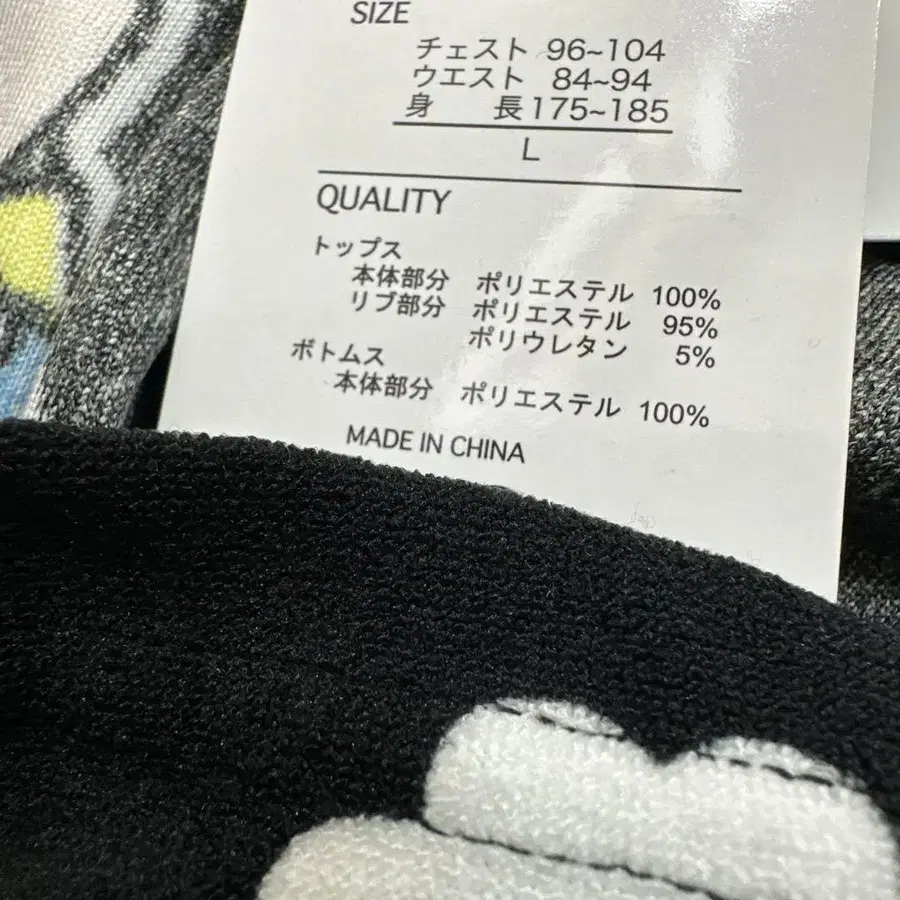 SIZE
チェスト 96~104
ウエスト 84~94
身 長 175~185
L
QUALITY
トップス
本体部分 ポリエステル 100%
リブ部分 ポリエステル 95%
ポリウレタン 5%
ボトムス
本体部分 ポリエステル 100%
MADE IN CHINA